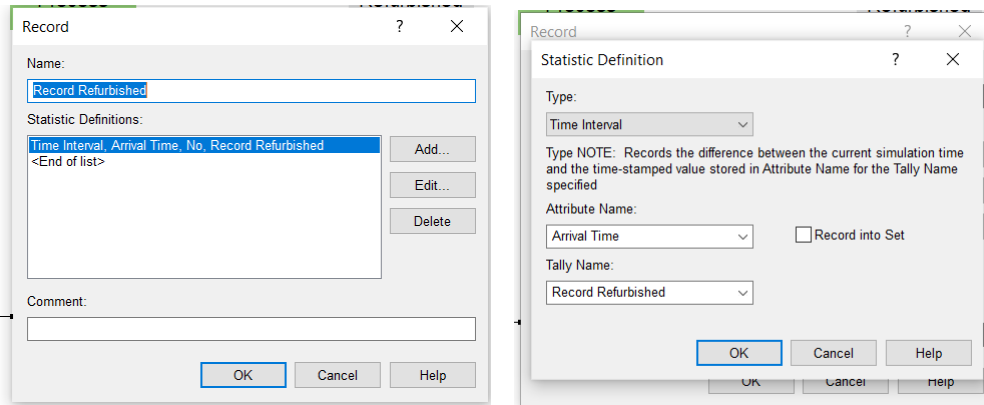 Record
?
Name:
Record Refurbished
Statistic Definitions:
Time Interval, Arrival Time, No, Record Refurbished
<End of list>
Add...
Edit...
Delete
Comment:
OK
Cancel
Help
Record
?
Statistic Definition
?
Type:
Time Interval
Type NOTE:  Records the difference between the current simulation time
and the time-stamped value stored in Attribute Name for the Tally Name
specified
Attribute Name:
Arrival Time
Record into Set
Tally Name:
Record Refurbished
OK
Cancel
Help
OK
Cancel
Help